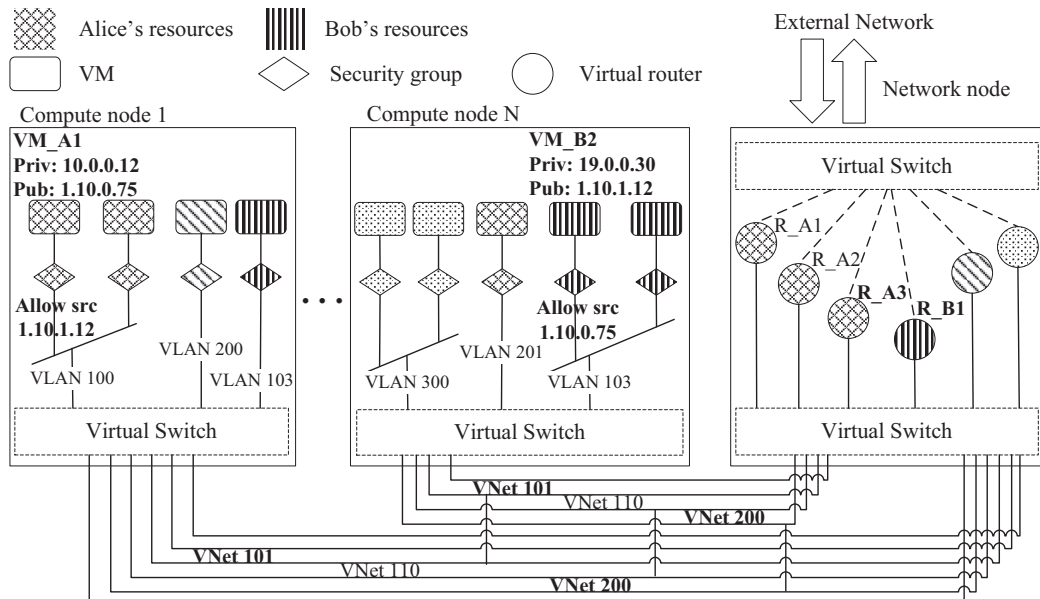 Alice's resources
Bob's resources
External Network
VM
Security group
Virtual router
Network node
Compute node 1
Compute node N
VM_A1
Priv: 10.0.0.12
Pub: 1.10.0.75
VM_B2
Priv: 19.0.0.30
Pub: 1.10.1.12
Virtual Switch
R_A1
R_A2
R_A3
R_B1
Allow src
1.10.1.12
Allow src
1.10.0.75
...
VLAN 200
VLAN 100
VLAN 103
VLAN 201
VLAN 300
VLAN 103
Virtual Switch
Virtual Switch
Virtual Switch
VNet 101
VNet 110
VNet 200
VNet 101
VNet 110
VNet 200